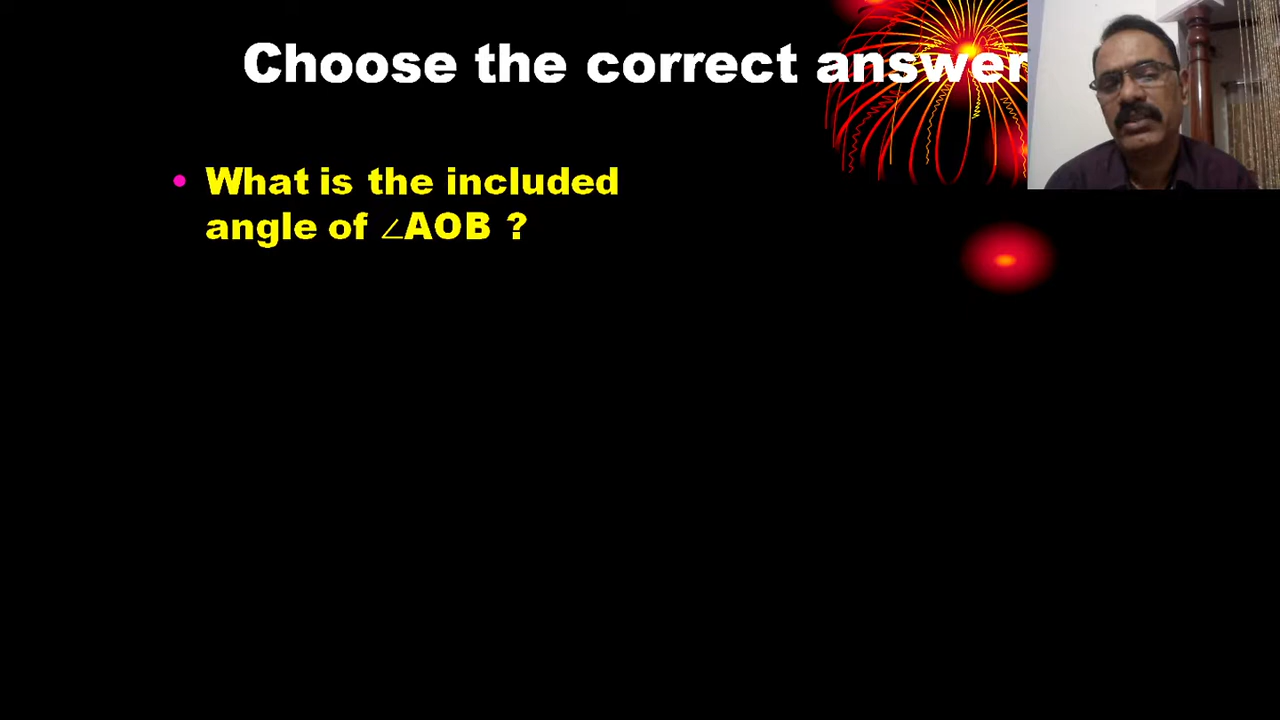 Choose the correct answer
• What is the included
angle of ∠AOB ?